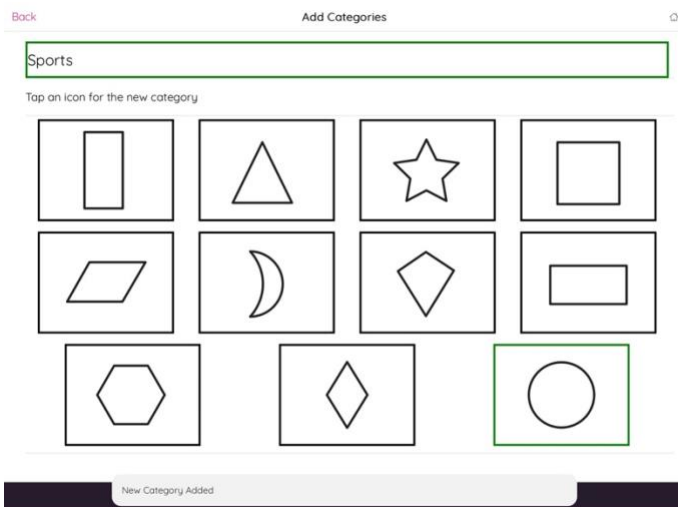 Back
Add Categories
Sports
Tap an icon for the new category
New Category Added